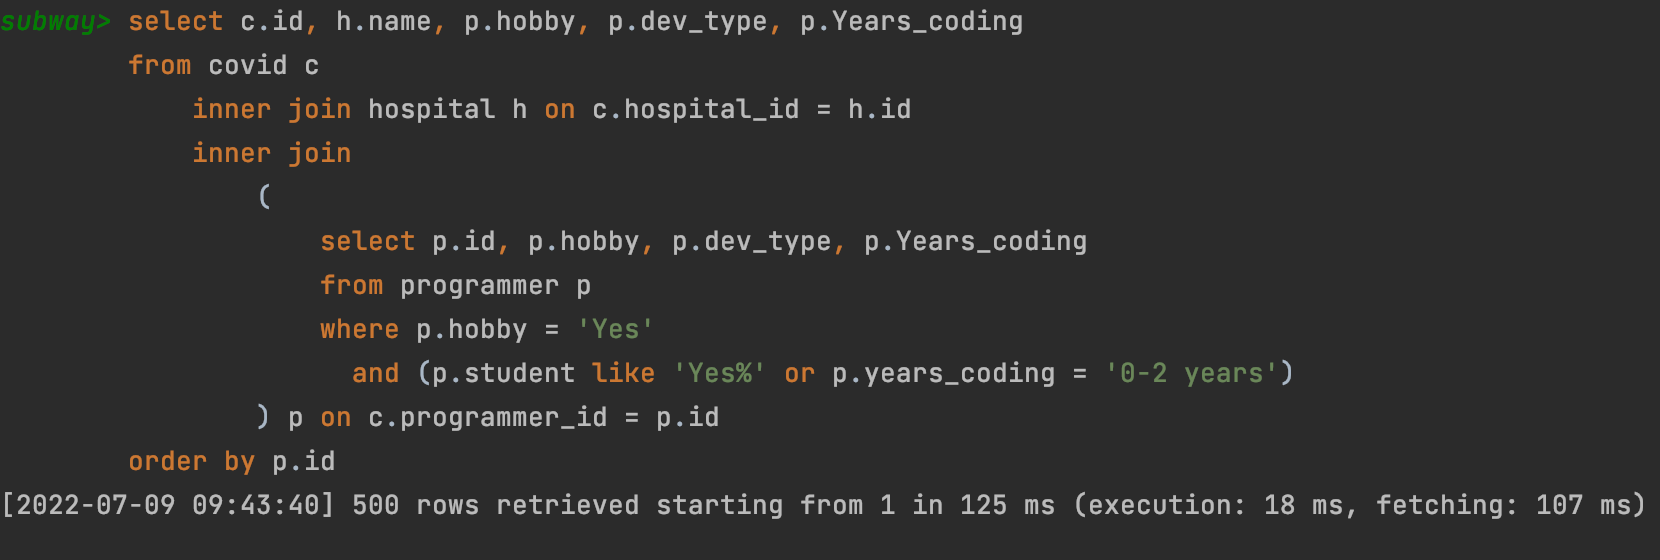 subway> select c.id, h.name, p.hobby, p.dev_type, p.Years_coding
from covid c
inner join hospital h on c.hospital_id = h.id
inner join
(
select p.id, p.hobby, p.dev_type, p.Years_coding
from programmer p
where p.hobby = 'Yes'
and (p.student like 'Yes%' or p.years_coding = '0-2 years')
) p on c.programmer_id = p.id
order by p.id
[2022-07-09 09:43:40] 500 rows retrieved starting from 1 in 125 ms (execution: 18 ms, fetching: 107 ms)